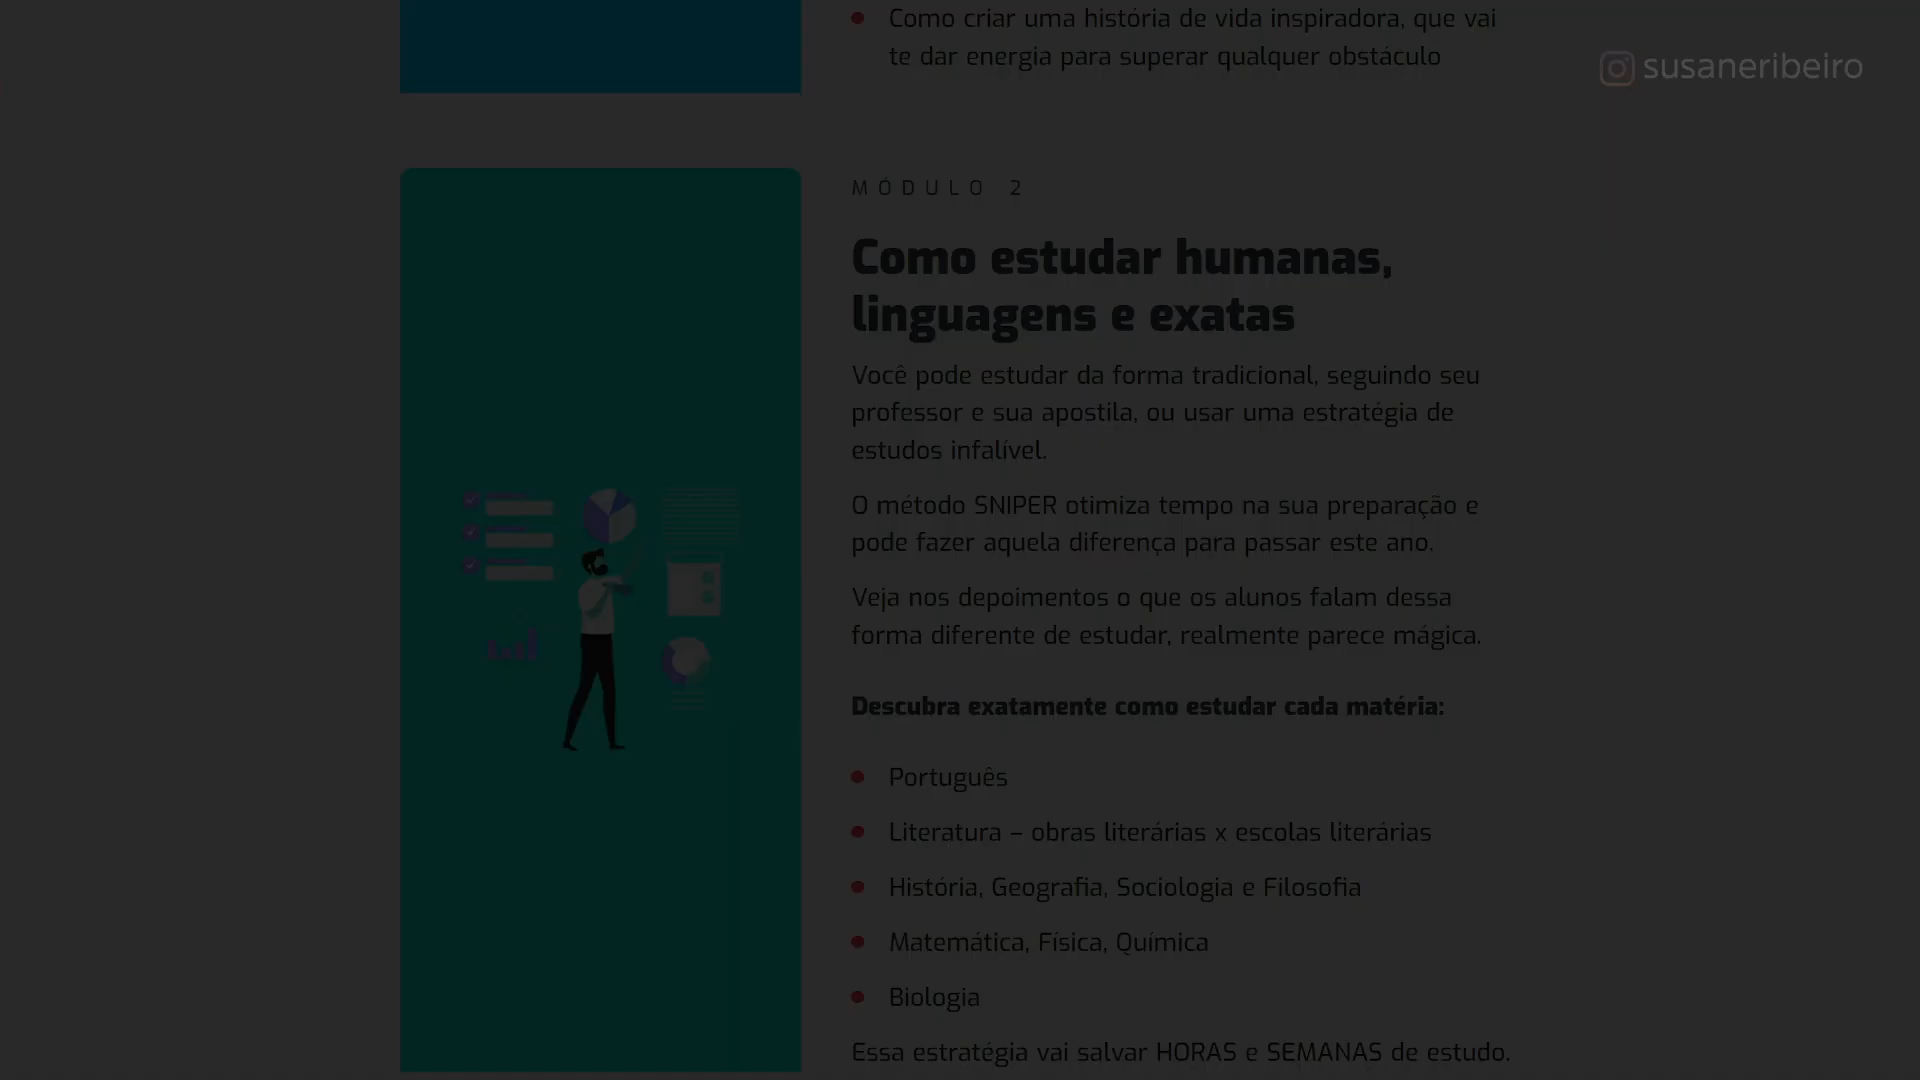 Como criar uma história de vida inspiradora, que vai
te dar energia para superar qualquer obstáculo
susaneribeiro
MÓDULO 2
Como estudar humanas,
linguagens e exatas
Você pode estudar da forma tradicional, seguindo seu
professor e sua apostila, ou usar uma estratégia de
estudos infalível.
O método SNIPER otimiza tempo na sua preparação e
pode fazer aquela diferença para passar este ano.
Veja nos depoimentos o que os alunos falam dessa
forma diferente de estudar, realmente parece mágica.
Descubra exatamente como estudar cada matéria:
Português
Literatura – obras literárias x escolas literárias
História, Geografia, Sociologia e Filosofia
Matemática, Física, Química
Biologia
Essa estratégia vai salvar HORAS e SEMANAS de estudo.